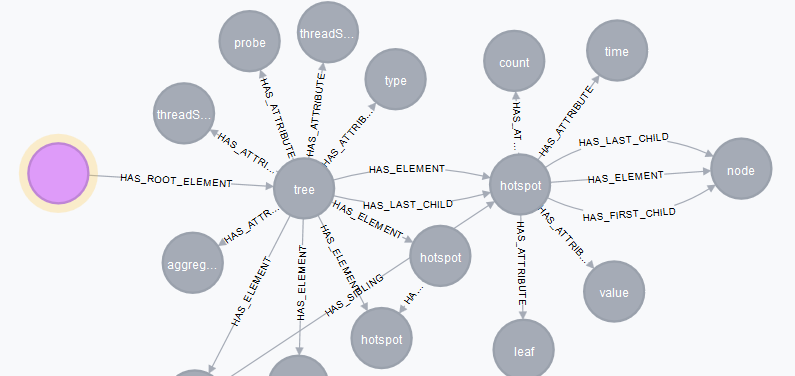 threadS...
probe
time
count
type
threadS...
HAS_ATTRIBUTE
HAS_ATTRIBUTE
HAS_ATTRIB...
HAS_ATTRI...
HAS_AT...
HAS_ATTRIBUTE
HAS_LAST_CHILD
HAS_ELEMENT
node
HAS_ROOT_ELEMENT
tree
HAS_ELEMENT
hotspot
HAS_ELEMENT
HAS_LAST_CHILD
HAS_FIRST_CHILD
HAS_ELEMENT
HAS_ATTR...
HAS_ATTRIB...
HAS_ATTRIBUTE
aggreg...
hotspot
HAS_ELEMENT
HAS_ELEMENT
HAS_ELEMENT
HAS_SIBLING
HA...
value
hotspot
leaf